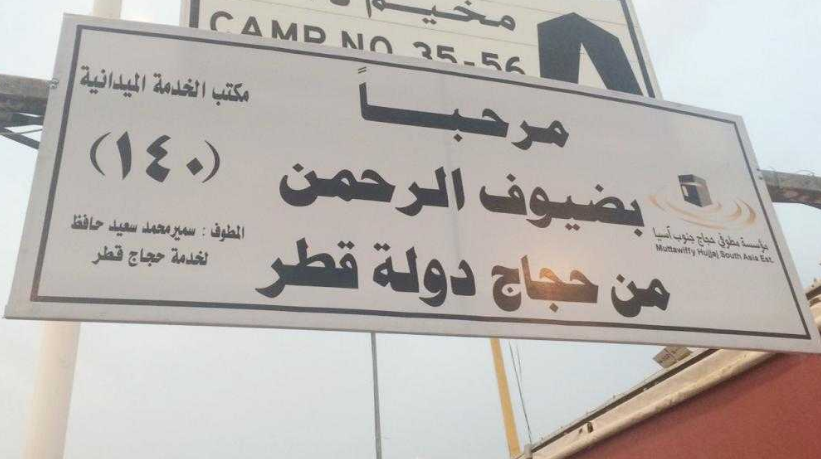 مخيم
CAMP NO 35-56
مرحباً
بضيوف الرحمن
من حجاج دولة قطر
مؤسسة مطوفي حجاج جنوب آسيا
Muttawiffy Hujjaj South Asia Est.
مكتب الخدمة الميدانية
(١٤٠)
المطوف : سمير محمد سعيد حافظ
لخدمة حجاج قطر